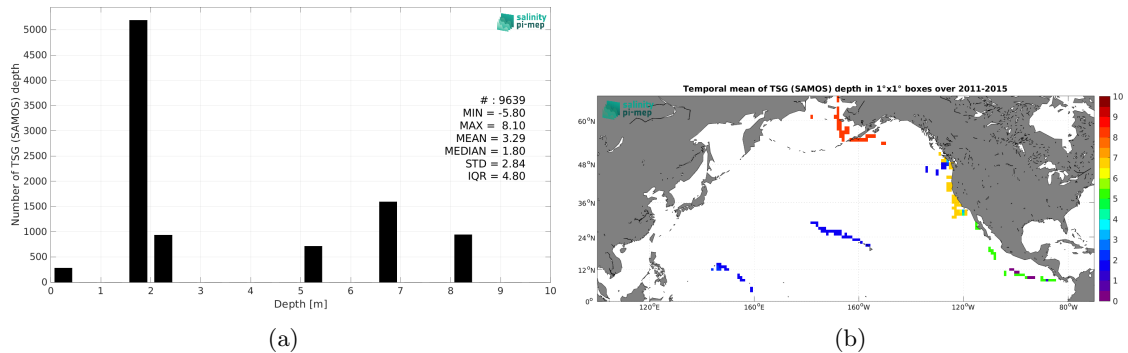 salinity
pi-mep
Number of TSG (SAMOS) depth
5000
4500
4000
3500
3000
2500
2000
1500
1000
500
0
# : 9639
MIN = -5.80
MAX = 8.10
MEAN = 3.29
MEDIAN = 1.80
STD = 2.84
IQR = 4.80
0 1 2 3 4 5 6 7 8 9 10
Depth [m]
(a)
Temporal mean of TSG (SAMOS) depth in 1°x1° boxes over 2011-2015
salinity
pi-mep
60°N
48°N
36°N
24°N
12°N
0°
120°E 160°E 160°W 120°W 80°W
10
9
8
7
6
5
4
3
2
1
0
(b)